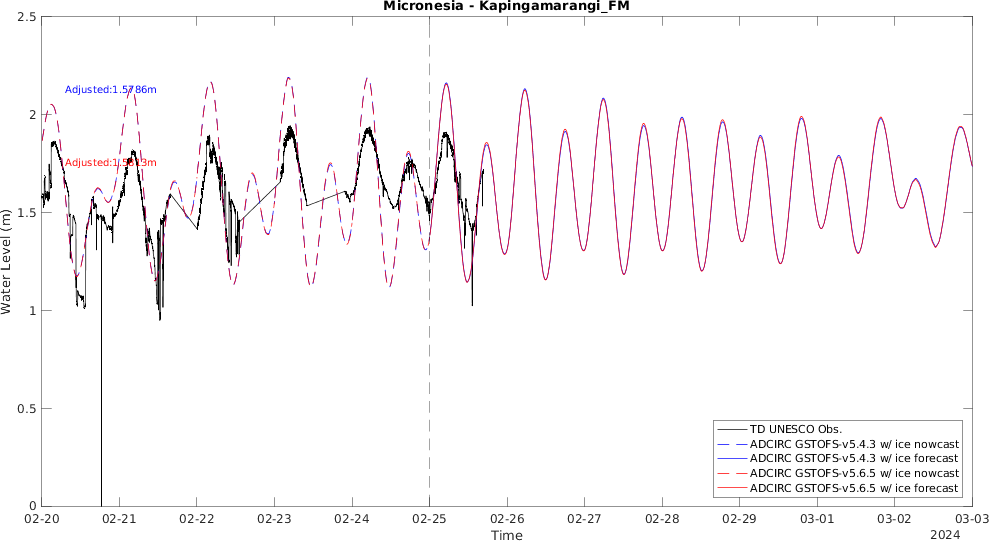 Micronesia - Kapingamarangi_FM
2.5
2
1.5
1
0.5
0
Water Level (m)
Adjusted:1.5786m
Adjusted:1.5813m
TD UNESCO Obs.
ADCIRC GSTOFS-v5.4.3 w/ ice nowcast
ADCIRC GSTOFS-v5.4.3 w/ ice forecast
ADCIRC GSTOFS-v5.6.5 w/ ice nowcast
ADCIRC GSTOFS-v5.6.5 w/ ice forecast
02-20 02-21 02-22 02-23 02-24 02-25 02-26 02-27 02-28 02-29 03-01 03-02 03-03
Time
2024